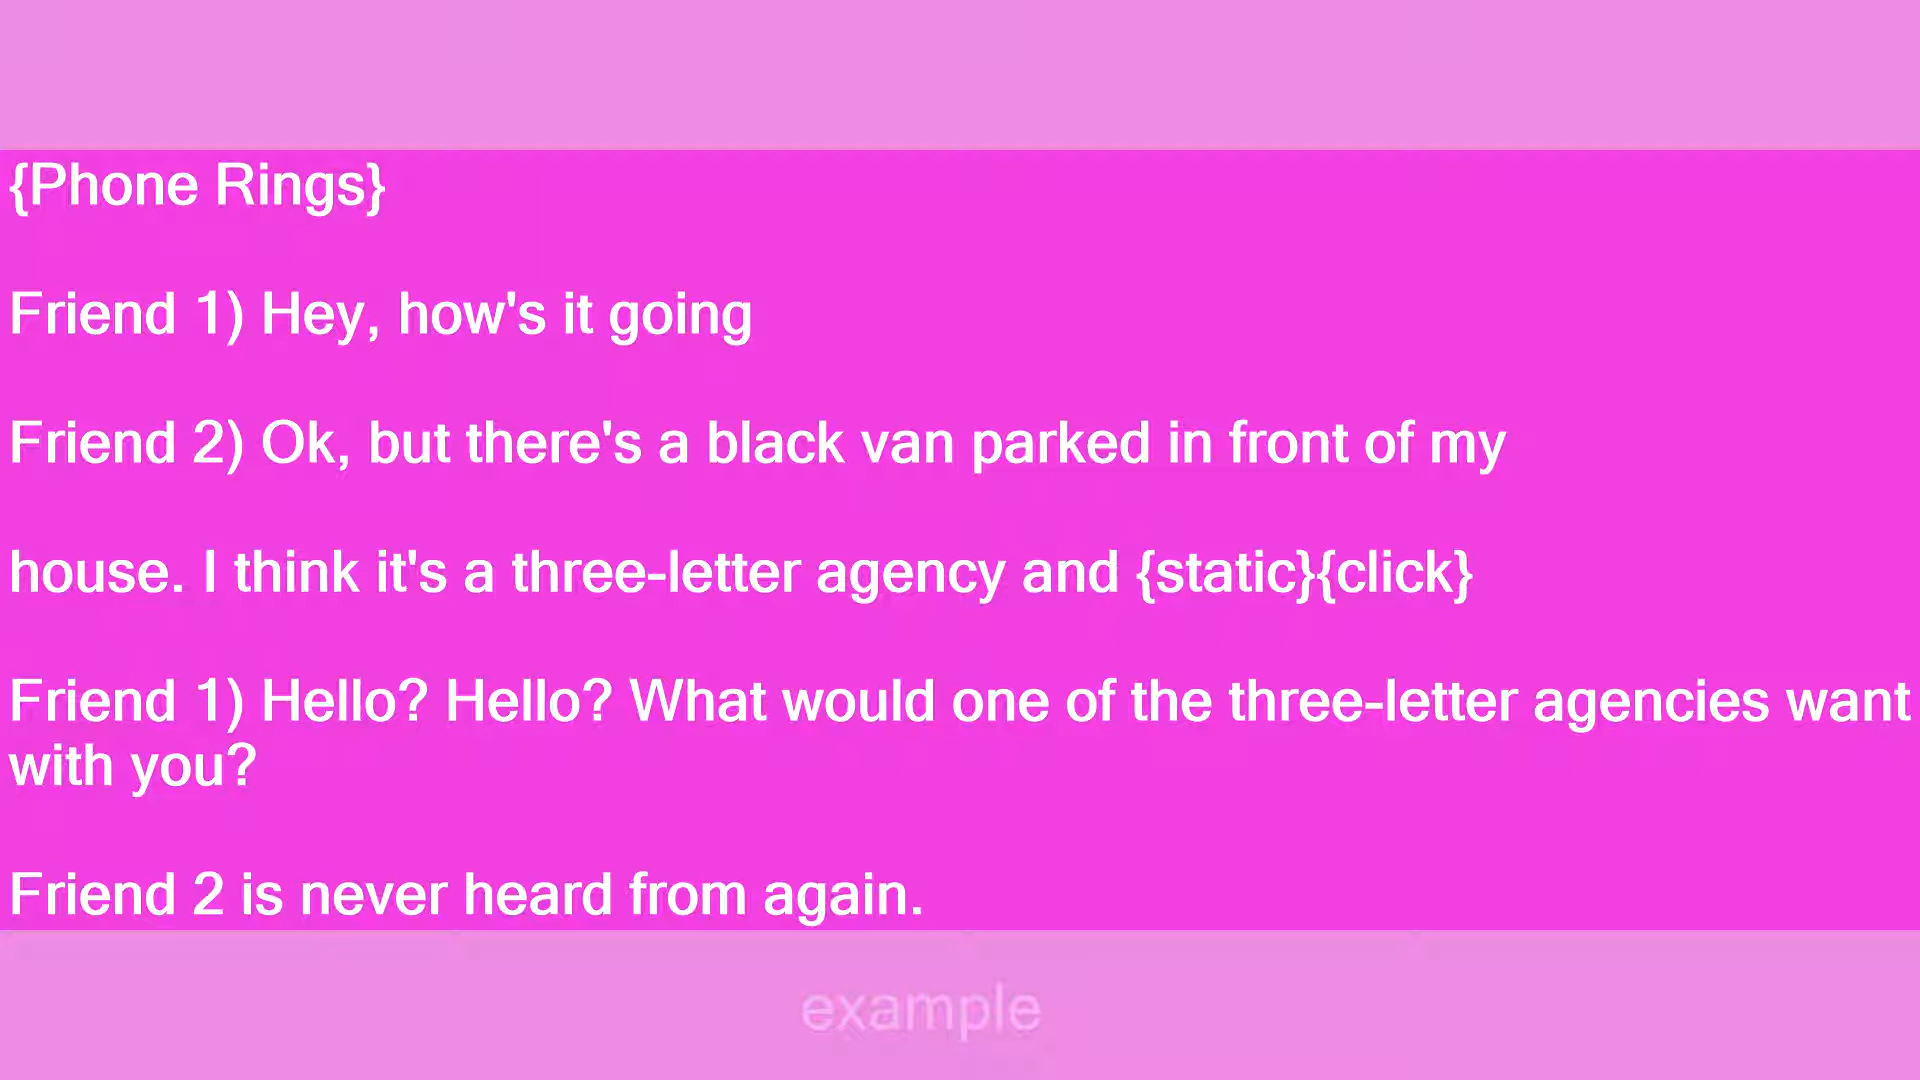 {Phone Rings}
Friend 1) Hey, how's it going
Friend 2) Ok, but there's a black van parked in front of my
house. I think it's a three-letter agency and {static}{click}
Friend 1) Hello? Hello? What would one of the three-letter agencies want
with you?
Friend 2 is never heard from again.
example